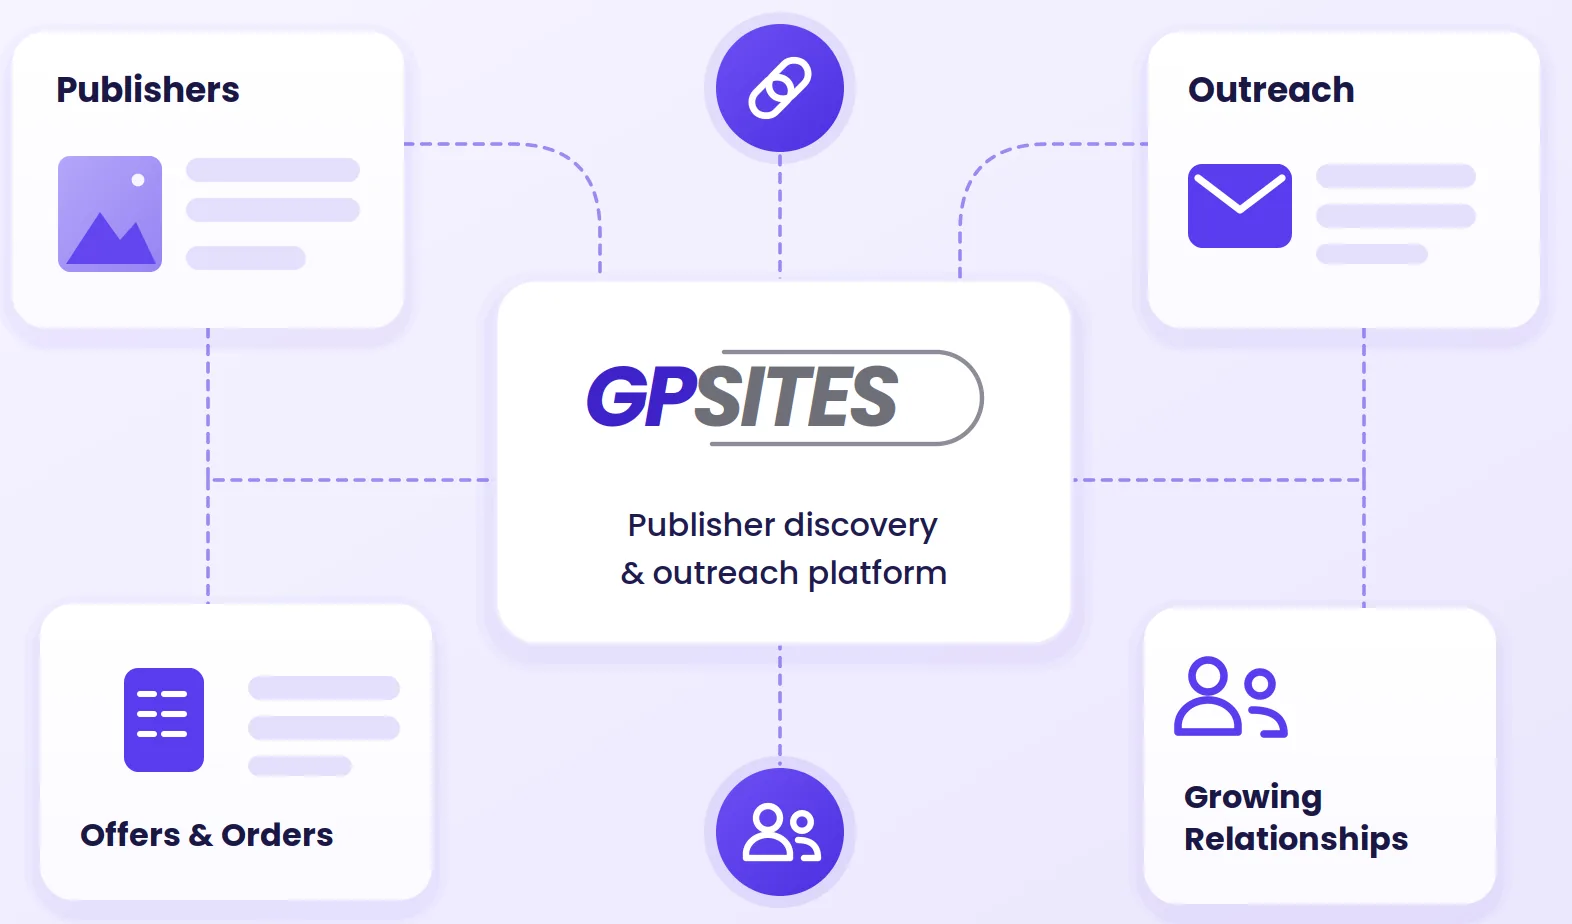 Publishers
Outreach
GPSITES
Publisher discovery
& outreach platform
Offers & Orders
Growing
Relationships